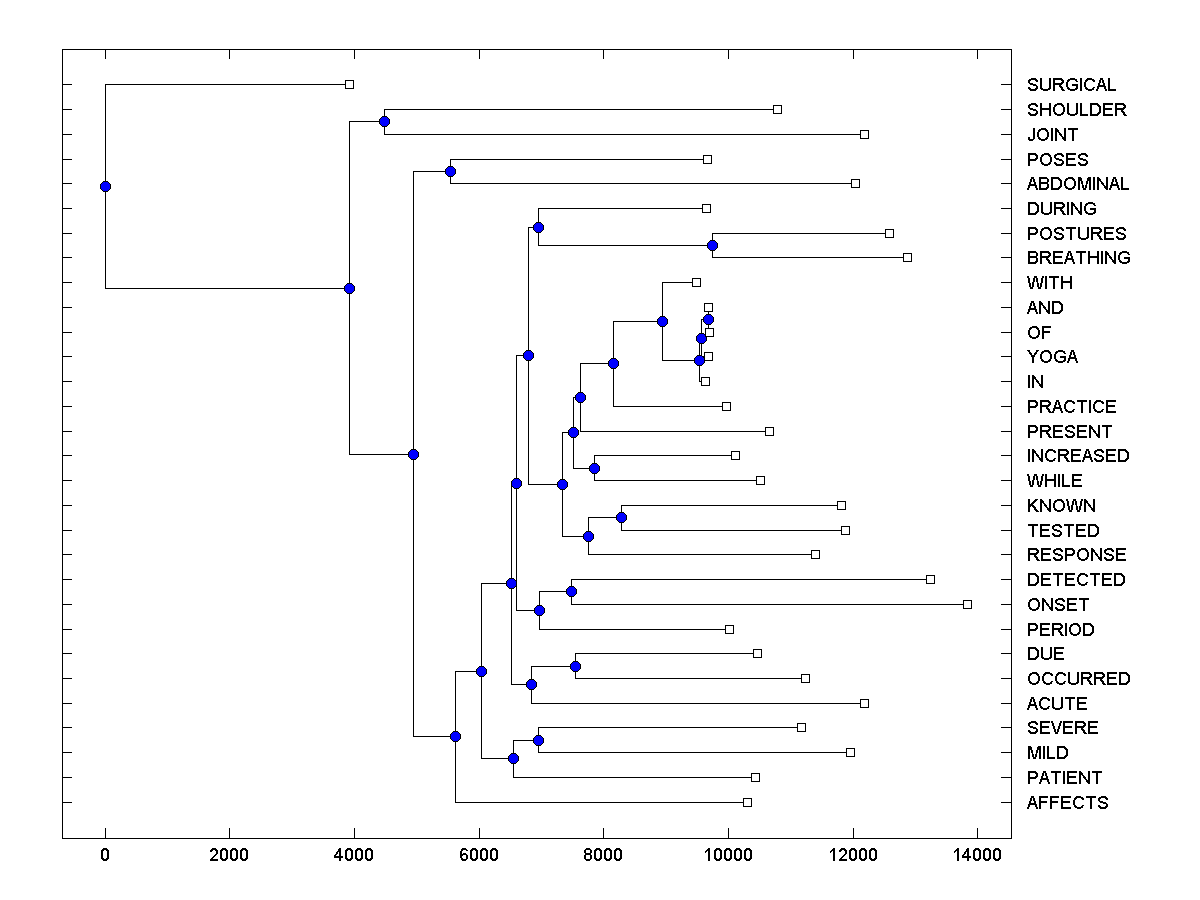 SURGICAL
SHOULDER
JOINT
POSES
ABDOMINAL
DURING
POSTURES
BREATHING
WITH
AND
OF
YOGA
IN
PRACTICE
PRESENT
INCREASED
WHILE
KNOWN
TESTED
RESPONSE
DETECTED
ONSET
PERIOD
DUE
OCCURRED
ACUTE
SEVERE
MILD
PATIENT
AFFECTS
0 2000 4000 6000 8000 10000 12000 14000